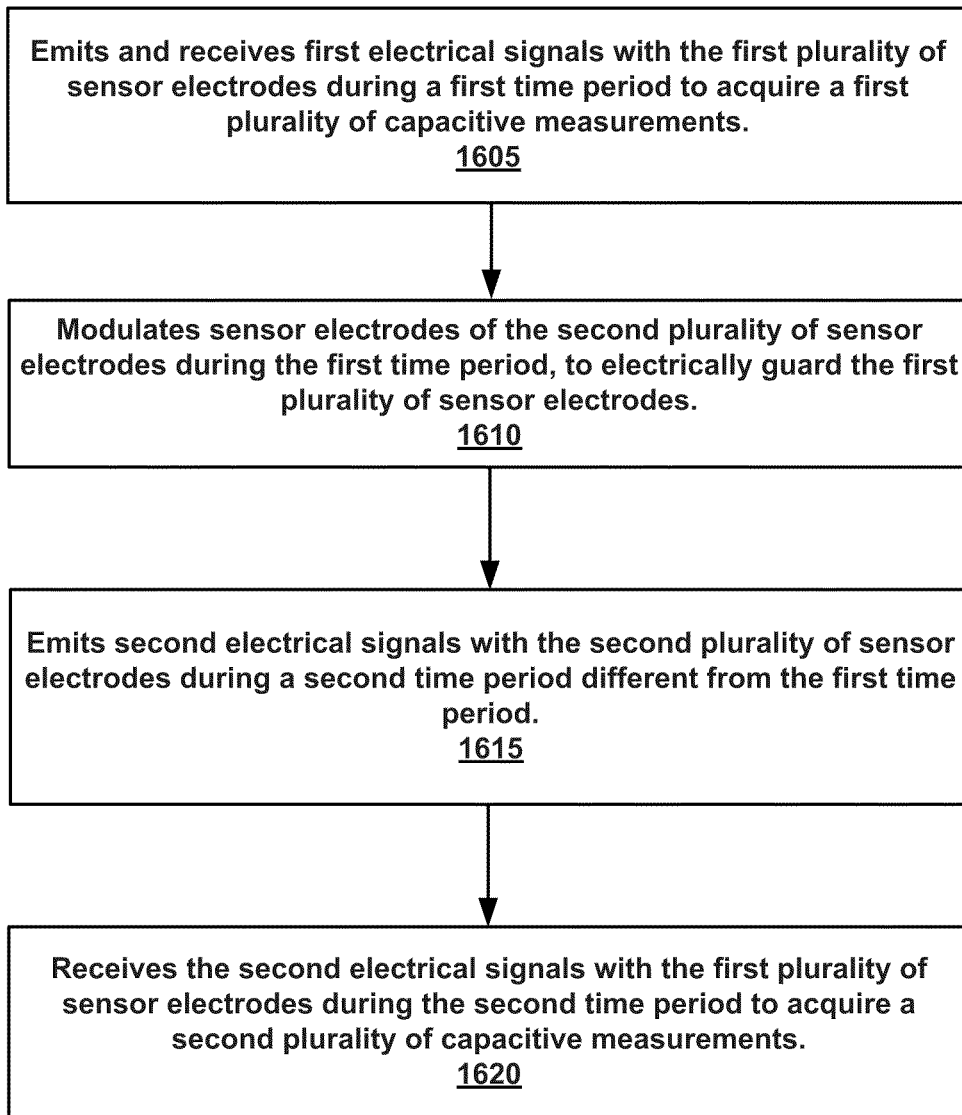 Emits and receives first electrical signals with the first plurality of
sensor electrodes during a first time period to acquire a first
plurality of capacitive measurements.
1605
Modulates sensor electrodes of the second plurality of sensor
electrodes during the first time period, to electrically guard the first
plurality of sensor electrodes.
1610
Emits second electrical signals with the second plurality of sensor
electrodes during a second time period different from the first time
period.
1615
Receives the second electrical signals with the first plurality of
sensor electrodes during the second time period to acquire a
second plurality of capacitive measurements.
1620